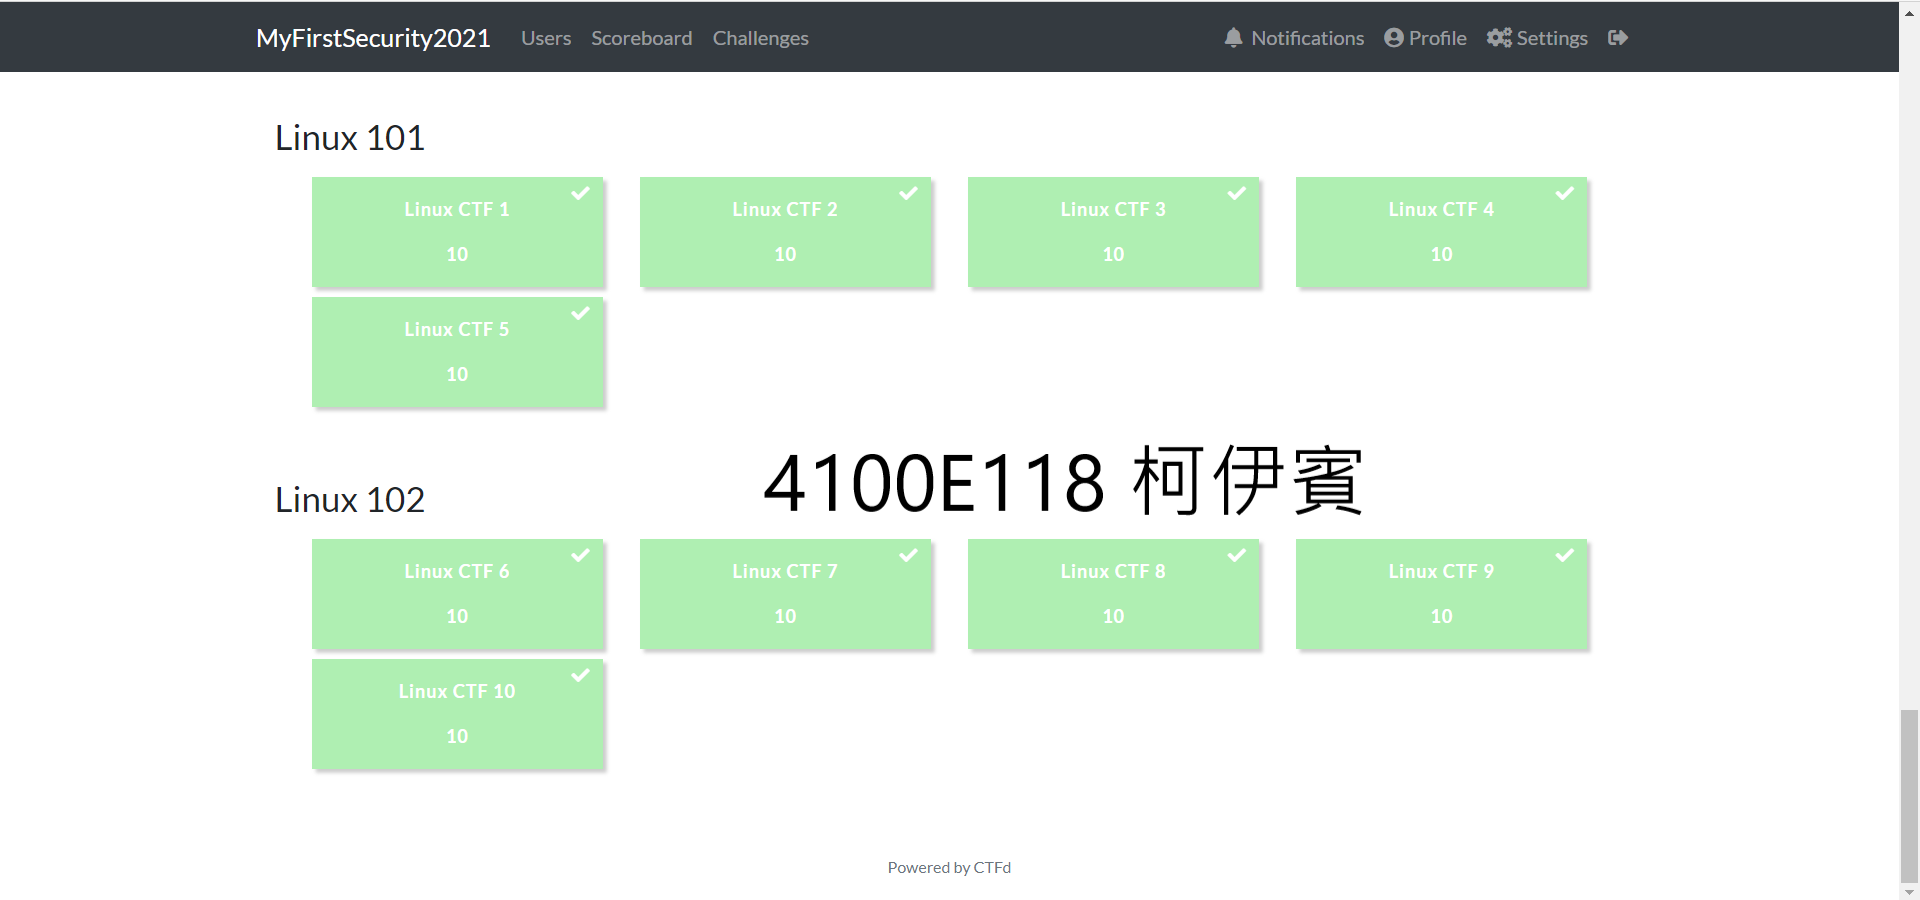 MyFirstSecurity2021 Users Scoreboard Challenges Notifications Profile Settings
Linux 101
Linux CTF 1
10
Linux CTF 2
10
Linux CTF 3
10
Linux CTF 4
10
Linux CTF 5
10
4100E118 柯伊賓
Linux 102
Linux CTF 6
10
Linux CTF 7
10
Linux CTF 8
10
Linux CTF 9
10
Linux CTF 10
10
Powered by CTFd